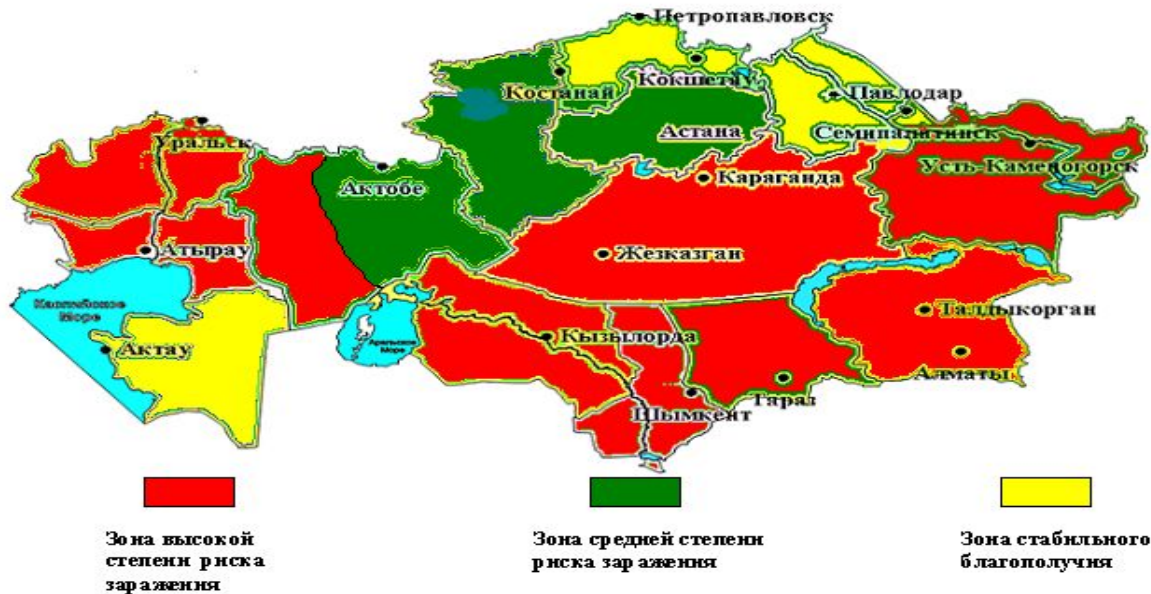 Петропавловск
Кокшетау
Костанай
Павлодар
Астана
Семипалатинск
Уральск
Усть-Каменогорск
Актобе
Караганда
Атырау
Жезказган
Каспийское
Море
Талдыкорган
Кызылорда
Аральское
Море
Актау
Алматы
Тараз
Шымкент
Зона высокой
степени риска
заражения
Зона средней степени
риска заражения
Зона стабильного
благополучия